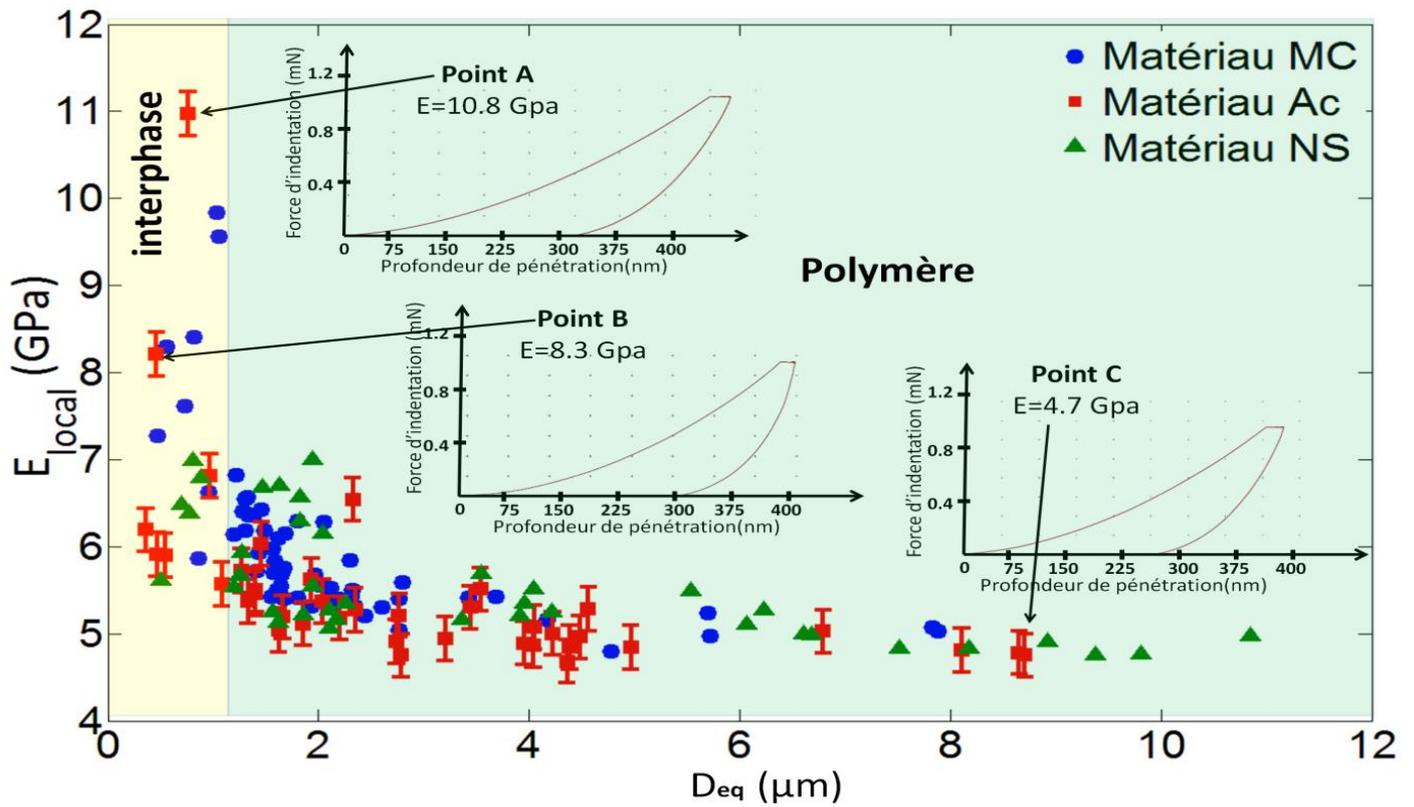 12
11
10
9
8
7
6
5
4
E local (GPa)
0
2
4
6
8
10
12
Deq (µm)
interphase
Polymère
Matériau MC
Matériau Ac
Matériau NS
Point A
E=10.8 Gpa
Force d'indentation (mN)
1.2
0.8
0.4
0 75 150 225 300 375 400
Profondeur de pénétration(nm)
Point B
E=8.3 Gpa
Force d'indentation (mN)
1.2
0.8
0.4
0 75 150 225 300 375 400
Profondeur de pénétration(nm)
Point C
E=4.7 Gpa
Force d'indentation (mN)
1.2
0.8
0.4
0 75 150 225 300 375 400
Profondeur de pénétration(nm)